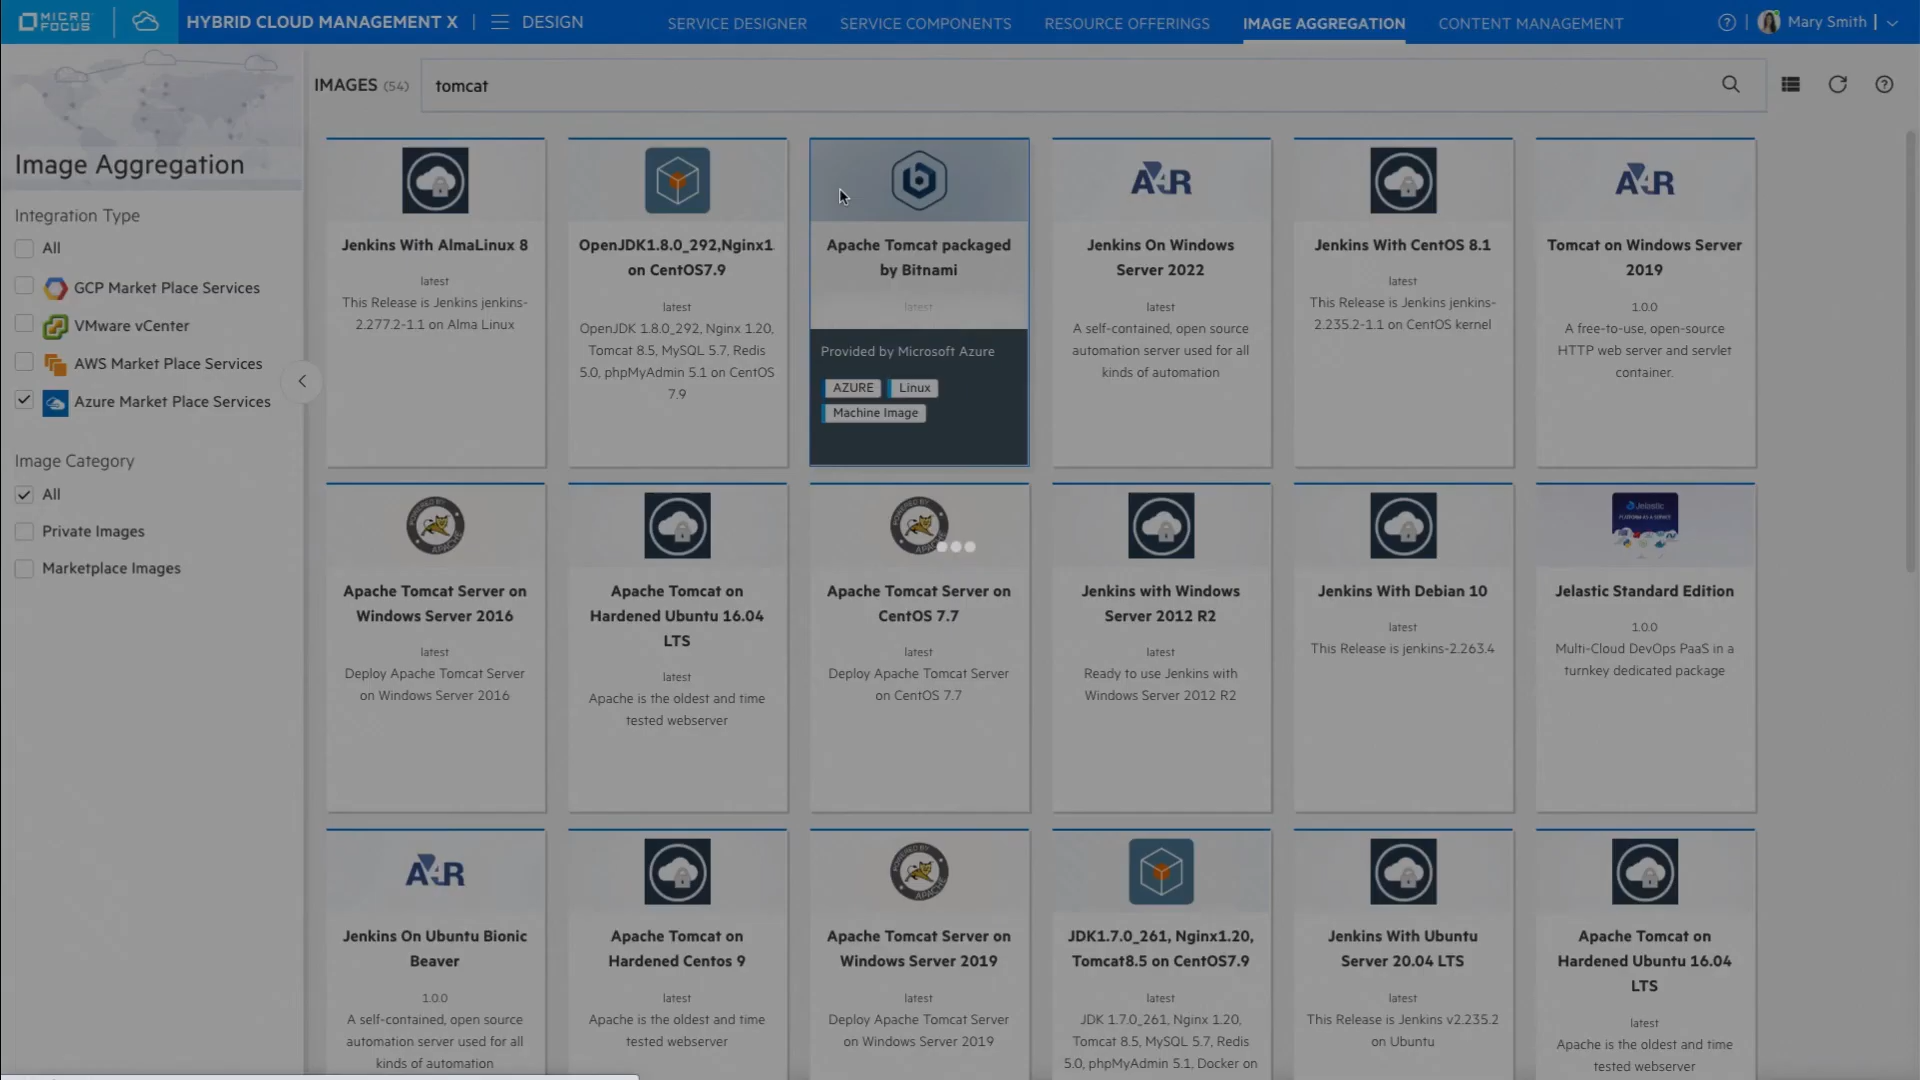 MICRO FOCUS
HYBRID CLOUD MANAGEMENT X
DESIGN
SERVICE DESIGNER
SERVICE COMPONENTS
RESOURCE OFFERINGS
IMAGE AGGREGATION
CONTENT MANAGEMENT
Mary Smith
Image Aggregation
Integration Type
All
GCP Market Place Services
VMware vCenter
AWS Market Place Services
Azure Market Place Services
Image Category
All
Private Images
Marketplace Images
IMAGES (54)
tomcat
Jenkins With AlmaLinux 8
latest
This Release is Jenkins jenkins-
2.277.2-1.1 on Alma Linux
OpenJDK1.8.0_292,Nginx1
on CentOS7.9
latest
OpenJDK 1.8.0_292, Nginx 1.20,
Tomcat 8.5, MySQL 5.7, Redis
5.0, phpMyAdmin 5.1 on CentOS
7.9
Apache Tomcat packaged
by Bitnami
latest
Provided by Microsoft Azure
AZURE
Linux
Machine Image
A4R
Jenkins On Windows
Server 2022
latest
A self-contained, open source
automation server used for all
kinds of automation
Jenkins With CentOS 8.1
latest
This Release is Jenkins jenkins-
2.235.2-1.1 on CentOS kernel
A4R
Tomcat on Windows Server
2019
1.0.0
A free-to-use, open-source
HTTP web server and servlet
container.
POWERED BY
APACHE
Apache Tomcat Server on
Windows Server 2016
latest
Deploy Apache Tomcat Server
on Windows Server 2016
Apache Tomcat on
Hardened Ubuntu 16.04
LTS
latest
Apache is the oldest and time
tested webserver
POWERED BY
APACHE
Apache Tomcat Server on
CentOS 7.7
latest
Deploy Apache Tomcat Server
on CentOS 7.7
Jenkins with Windows
Server 2012 R2
latest
Ready to use Jenkins with
Windows Server 2012 R2
Jenkins With Debian 10
latest
This Release is jenkins-2.263.4
Jelastic
PLATFORM AS A SERVICE
Jelastic Standard Edition
1.0.0
Multi-Cloud DevOps PaaS in a
turnkey dedicated package
A4R
Jenkins On Ubuntu Bionic
Beaver
1.0.0
A self-contained, open source
automation server used for all
kinds of automation
Apache Tomcat on
Hardened Centos 9
latest
Apache is the oldest and time
tested webserver
POWERED BY
APACHE
Apache Tomcat Server on
Windows Server 2019
latest
Deploy Apache Tomcat Server
on Windows Server 2019
JDK1.7.0_261, Nginx1.20,
Tomcat8.5 on CentOS7.9
latest
JDK 1.7.0_261, Nginx 1.20,
Tomcat 8.5, MySQL 5.7, Redis
5.0, phpMyAdmin 5.1, Docker on
Jenkins With Ubuntu
Server 20.04 LTS
latest
This Release is Jenkins v2.235.2
on Ubuntu
Apache Tomcat on
Hardened Ubuntu 16.04
LTS
latest
Apache is the oldest and time
tested webserver